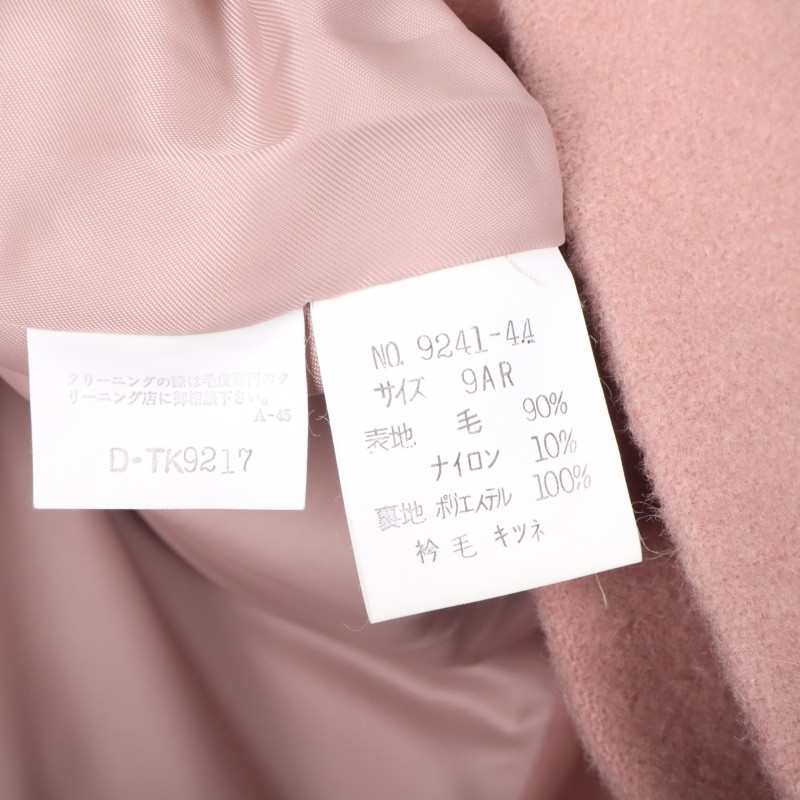 クリーニングの際は毛皮専門のク
リーニング店に御相談下さい。
A-45
D-TK9217
NO. 9241-44
サイズ 9AR
表地 毛 90%
ナイロン 10%
裏地 ポリエステル 100%
衿毛 キツネ